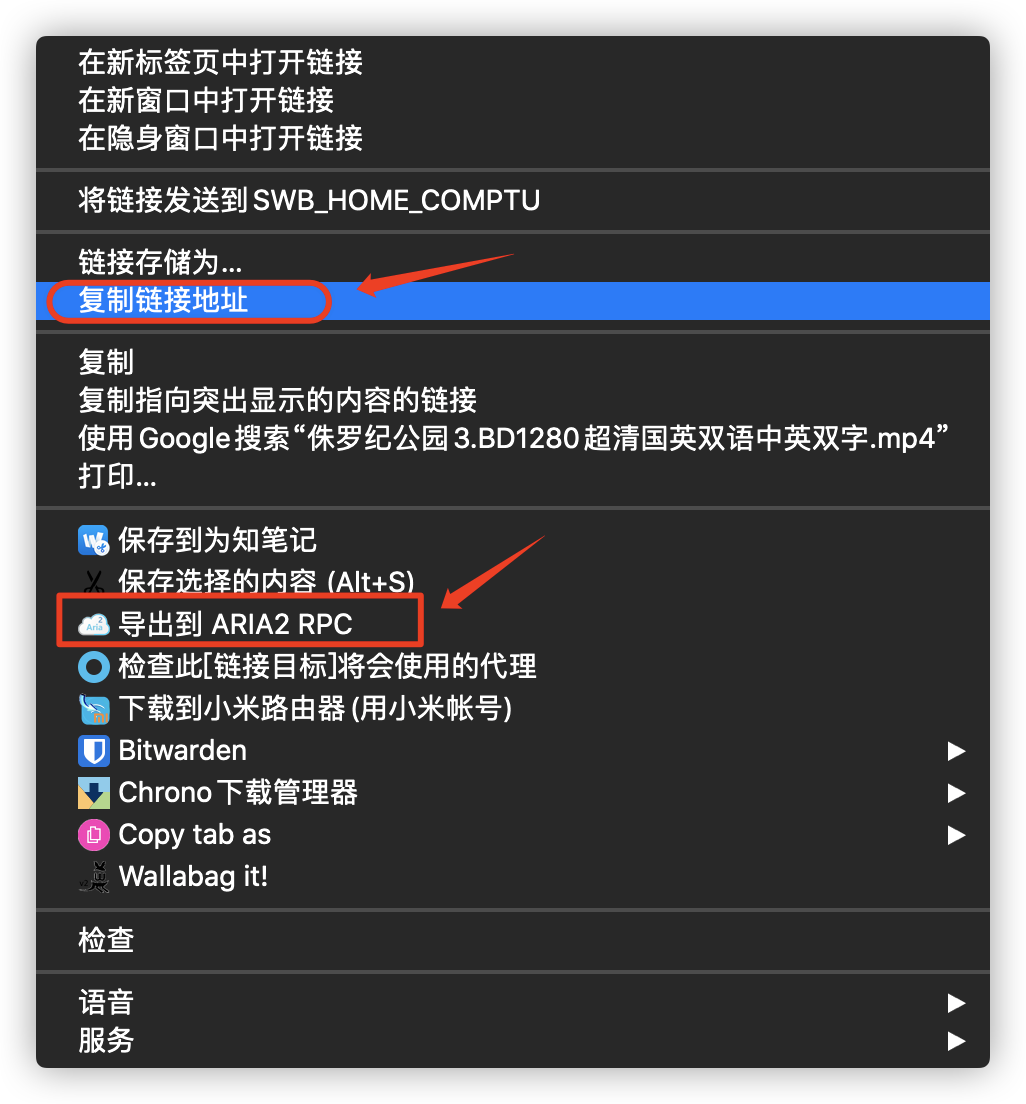 在新标签页中打开链接
在新窗口中打开链接
在隐身窗口中打开链接
将链接发送到 SWB_HOME_COMPTU
链接存储为...
复制链接地址
复制
复制指向突出显示的内容的链接
使用 Google 搜索“侏罗纪公园3.BD1280超清国英双语中英双字.mp4”
打印...
保存到为知笔记
保存选择的内容 (Alt+S)
导出到 ARIA2 RPC
检查此[链接目标]将会使用的代理
下载到小米路由器 (用小米帐号)
Bitwarden
Chrono 下载管理器
Copy tab as
Wallabag it!
检查
语音
服务